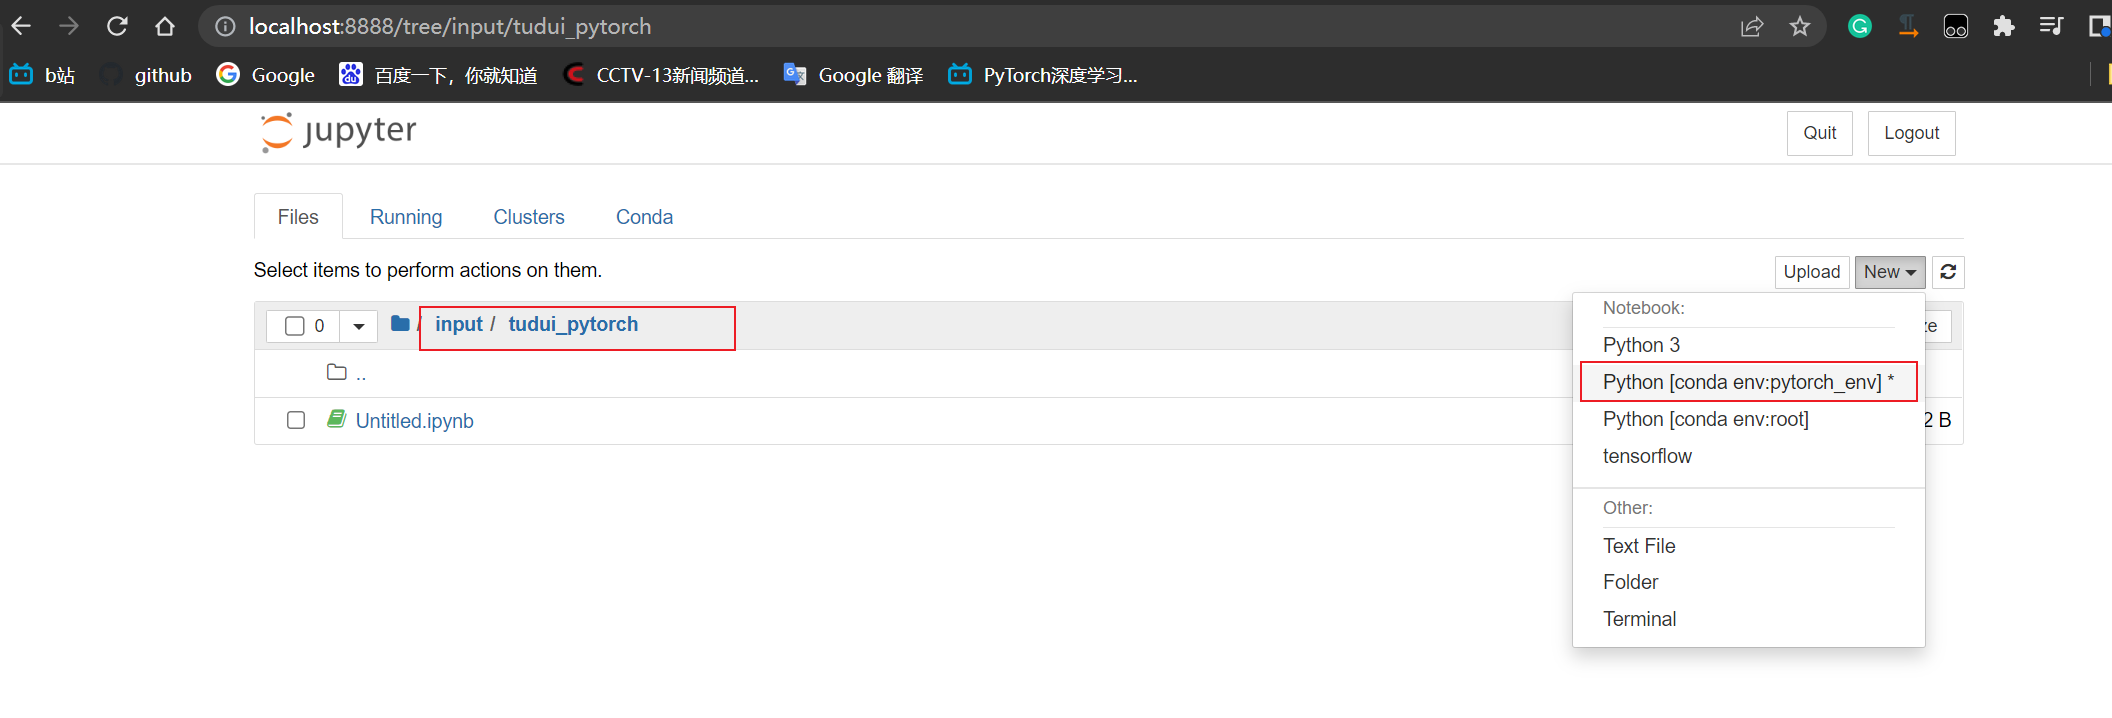 localhost:8888/tree/input/tudui_pytorch
b站 github Google 百度一下，你就知道 CCTV-13新闻频道... Google 翻译 PyTorch深度学习...
jupyter Quit Logout
Files Running Clusters Conda
Select items to perform actions on them. Upload New
0 / input / tudui_pytorch
..
Untitled.ipynb
2 B
Notebook:
Python 3
Python [conda env:pytorch_env] *
Python [conda env:root]
tensorflow
Other:
Text File
Folder
Terminal